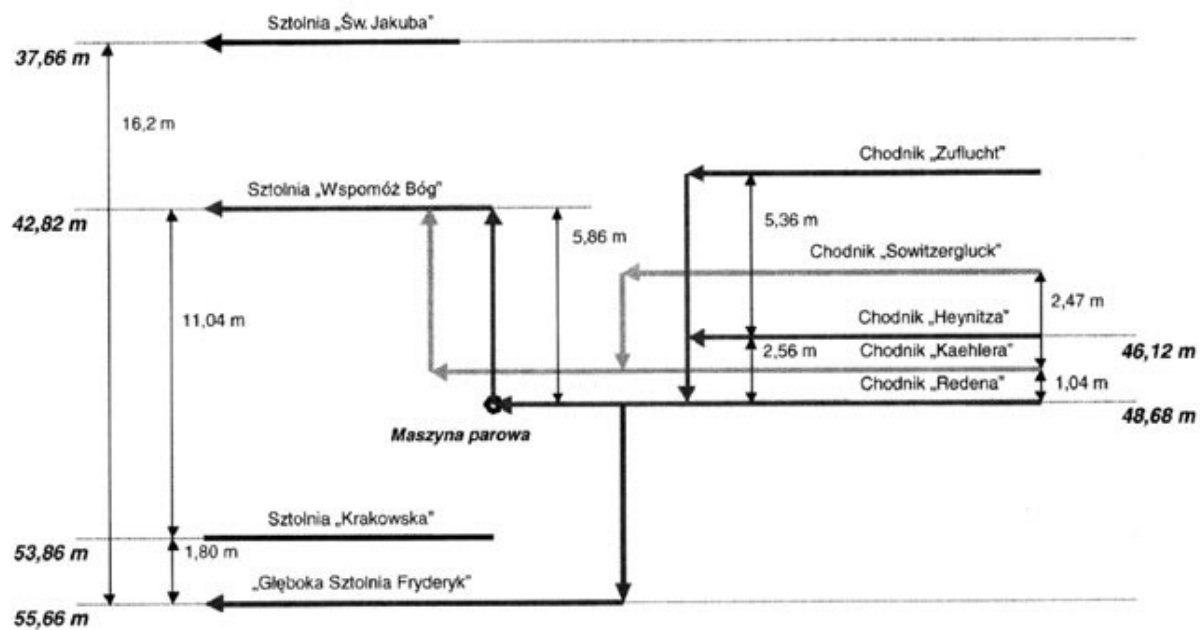 Sztolnia „Św. Jakuba”
37,66 m
16,2 m
Chodnik „Zuflucht”
Sztolnia „Wspomóż Bóg”
42,82 m
5,86 m
5,36 m
Chodnik „Sowitzergluck”
2,47 m
11,04 m
Chodnik „Heynitza”
2,56 m
Chodnik „Kaehlera”
46,12 m
Chodnik „Redena”
1,04 m
48,68 m
Maszyna parowa
Sztolnia „Krakowska”
53,86 m
1,80 m
„Głęboka Sztolnia Fryderyk”
55,66 m